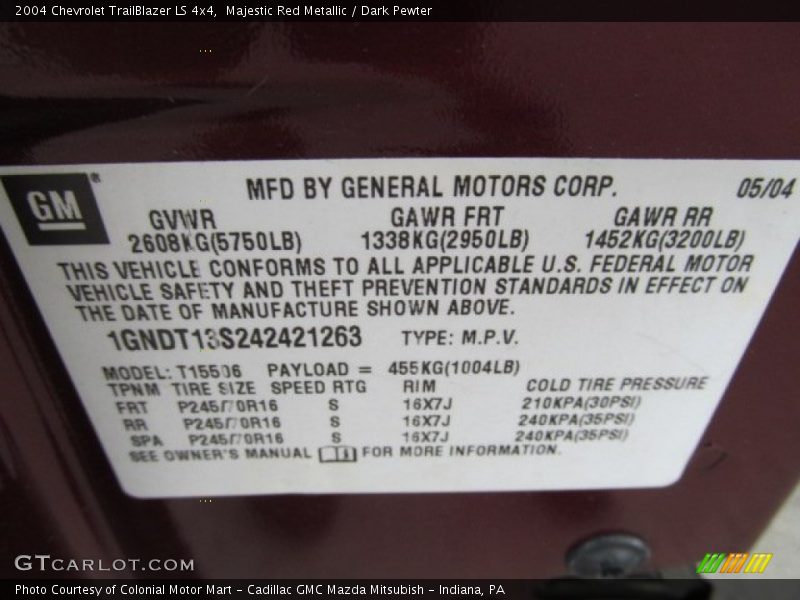 2004 Chevrolet TrailBlazer LS 4x4, Majestic Red Metallic / Dark Pewter
GM
MFD BY GENERAL MOTORS CORP. 05/04
GVWR GAWR FRT GAWR RR
2608KG(5750LB) 1338KG(2950LB) 1452KG(3200LB)
THIS VEHICLE CONFORMS TO ALL APPLICABLE U.S. FEDERAL MOTOR
VEHICLE SAFETY AND THEFT PREVENTION STANDARDS IN EFFECT ON
THE DATE OF MANUFACTURE SHOWN ABOVE.
1GNDT13S242421263 TYPE: M.P.V.
MODEL: T15506 PAYLOAD = 455KG(1004LB)
TPNM TIRE SIZE SPEED RTG RIM COLD TIRE PRESSURE
FRT P245/70R16 S 16X7J 210KPA(30PSI)
RR P245/70R16 S 16X7J 240KPA(35PSI)
SPA P245/70R16 S 16X7J 240KPA(35PSI)
SEE OWNER'S MANUAL FOR MORE INFORMATION.
GTCARLOT.COM
Photo Courtesy of Colonial Motor Mart - Cadillac GMC Mazda Mitsubish - Indiana, PA